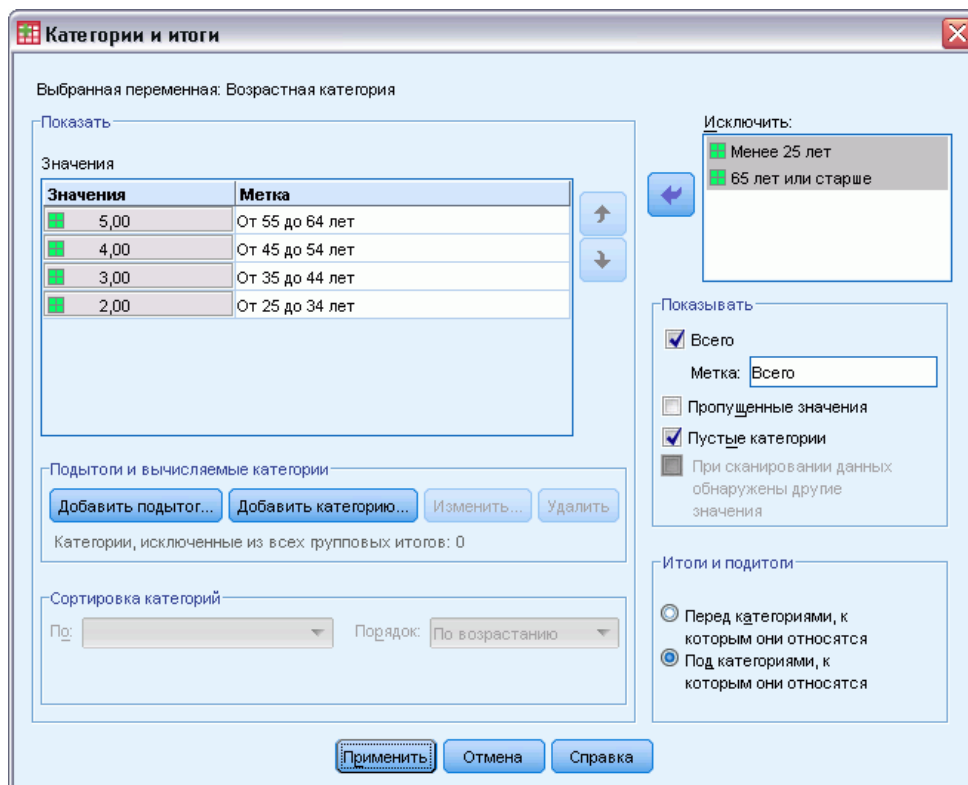 Категории и итоги
Выбранная переменная: Возрастная категория
Показать
Значения
Значения Метка
5,00 От 55 до 64 лет
4,00 От 45 до 54 лет
3,00 От 35 до 44 лет
2,00 От 25 до 34 лет
Подытоги и вычисляемые категории
Добавить подытог... Добавить категорию... Изменить... Удалить
Категории, исключенные из всех групповых итогов: 0
Сортировка категорий
По: Порядок: По возрастанию
Исключить:
Менее 25 лет
65 лет или старше
Показывать
Всего
Метка: Всего
Пропущенные значения
Пустые категории
При сканировании данных
обнаружены другие
значения
Итоги и подитоги
Перед категориями, к
которым они относятся
Под категориями, к
которым они относятся
Применить Отмена Справка